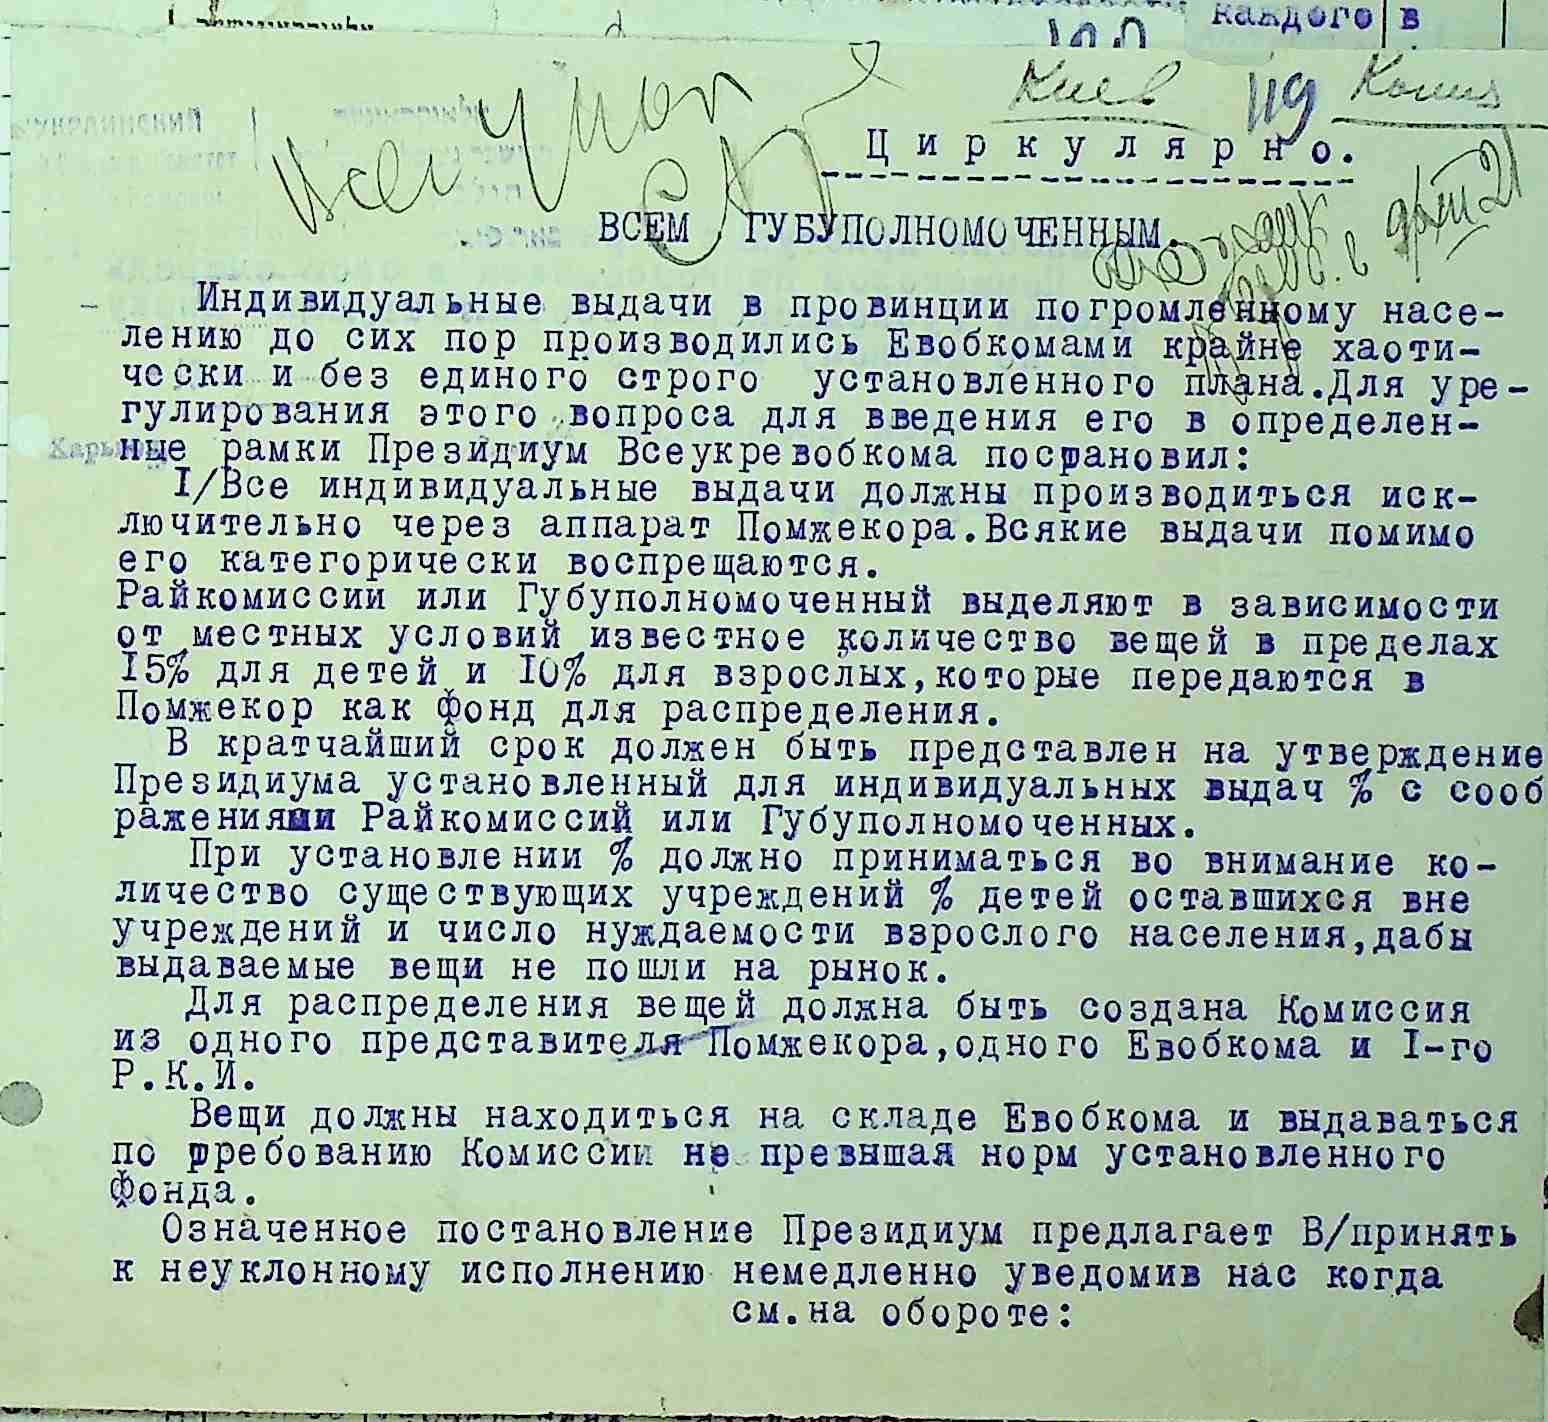 каждого в
100
Киев 119 Копия
Циркулярно.
ВСЕМ ГУБУПОЛНОМОЧЕННЫМ.
Индивидуальные выдачи в провинции погромленному насе-
лению до сих пор производились Евобкомами крайне хаоти-
чески и без единого строго установленного плана.Для уре-
гулирования этого вопроса для введения его в определен-
ные рамки Президиум Всеукревобкома постановил:
I/Все индивидуальные выдачи должны производиться иск-
лючительно через аппарат Помжекора.Всякие выдачи помимо
его категорически воспрещаются.
Райкомиссии или Губуполномоченный выделяют в зависимости
от местных условий известное количество вещей в пределах
15% для детей и 10% для взрослых,которые передаются в
Помжекор как фонд для распределения.
В кратчайший срок должен быть представлен на утверждение
Президиума установленный для индивидуальных выдач % с сооб
ражениями Райкомиссий или Губуполномоченных.
При установлении % должно приниматься во внимание ко-
личество существующих учреждений % детей оставшихся вне
учреждений и число нуждаемости взрослого населения,дабы
выдаваемые вещи не пошли на рынок.
Для распределения вещей должна быть создана Комиссия
из одного представителя Помжекора,одного Евобкома и I-го
Р.К.И.
Вещи должны находиться на складе Евобкома и выдаваться
по требованию Комиссии не превышая норм установленного
Фонда.
Означенное постановление Президиум предлагает В/принять
к неуклонному исполнению немедленно уведомив нас когда
см.на обороте: